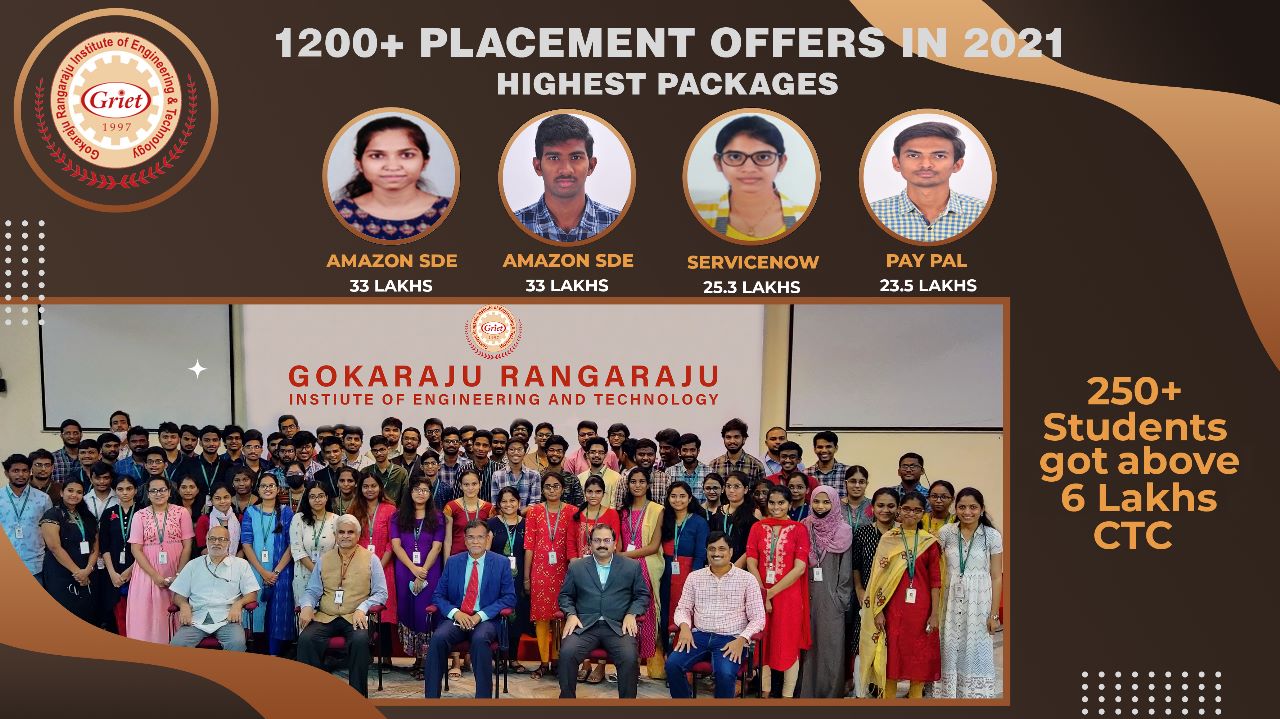 1200+ PLACEMENT OFFERS IN 2021
HIGHEST PACKAGES
Gokaraju Rangaraju Institute of Engineering & Technology
Griet
1997
AMAZON SDE
33 LAKHS
AMAZON SDE
33 LAKHS
SERVICENOW
25.3 LAKHS
PAY PAL
23.5 LAKHS
Griet
GOKARAJU RANGARAJU
INSTIUTE OF ENGINEERING AND TECHNOLOGY
250+
Students
got above
6 Lakhs
CTC